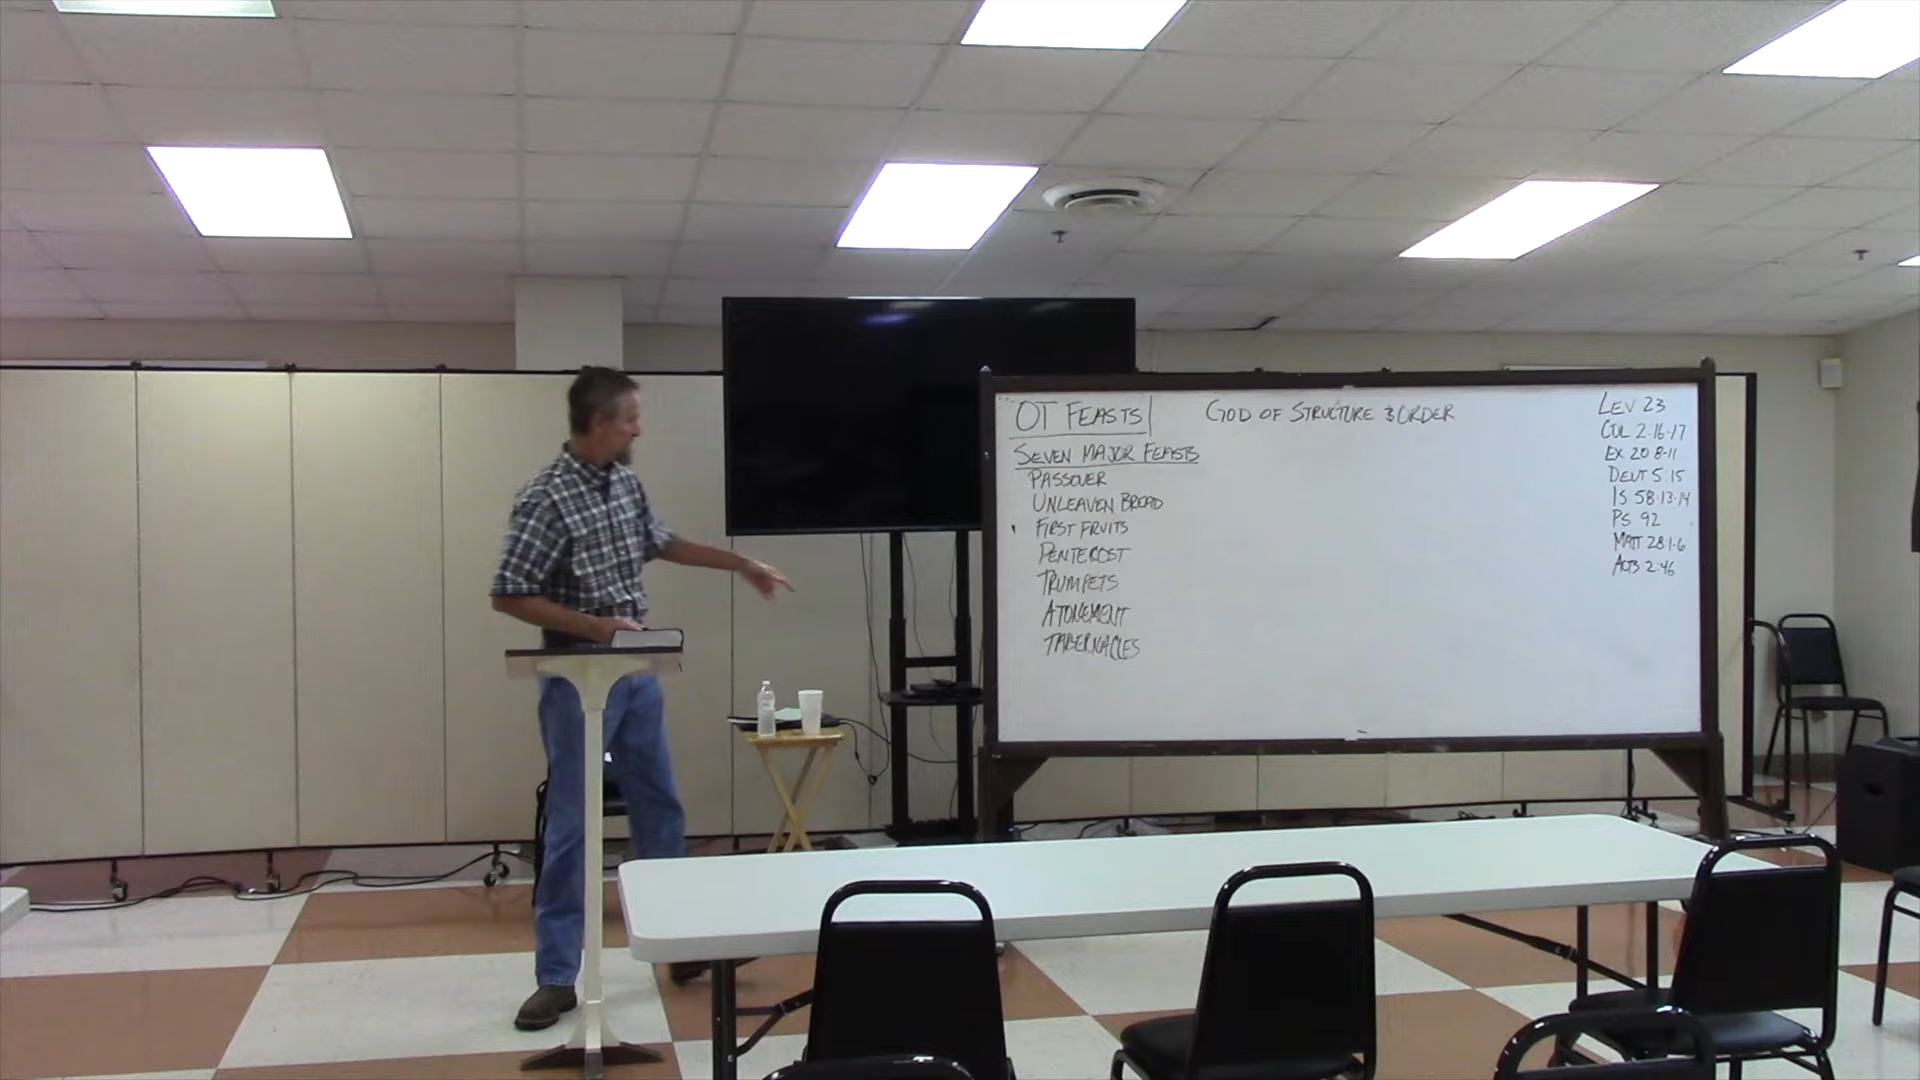 OT FEASTS
GOD OF STRUCTURE & ORDER
SEVEN MAJOR FEASTS
PASSOVER
UNLEAVEN BREAD
FIRST FRUITS
PENTECOST
TRUMPETS
ATONEMENT
TABERNACLES
LEV 23
COL 2:16-17
EX 20 8-11
DEUT 5:15
IS 58:13-14
PS 92
MATT 28 1-6
ACTS 2:46